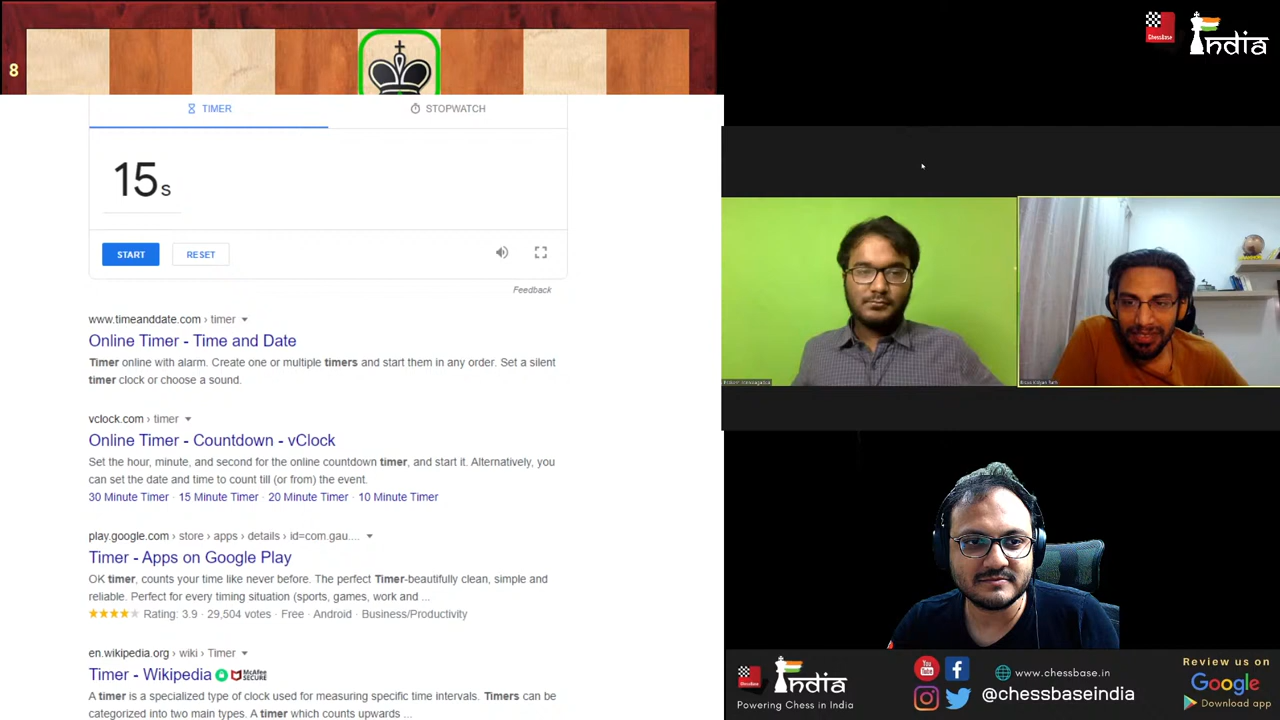 8
TIMER
STOPWATCH
15 s
START
RESET
Feedback
www.timeanddate.com › timer
Online Timer - Time and Date
Timer online with alarm. Create one or multiple timers and start them in any order. Set a silent
timer clock or choose a sound.
vclock.com › timer
Online Timer - Countdown - vClock
Set the hour, minute, and second for the online countdown timer, and start it. Alternatively, you
can set the date and time to count till (or from) the event.
30 Minute Timer · 15 Minute Timer · 20 Minute Timer · 10 Minute Timer
play.google.com › store › apps › details › id=com.gau....
Timer - Apps on Google Play
OK timer, counts your time like never before. The perfect Timer-beautifully clean, simple and
reliable. Perfect for every timing situation (sports, games, work and ...
Rating: 3.9 · 29,504 votes · Free · Android · Business/Productivity
en.wikipedia.org › wiki › Timer
Timer - Wikipedia
McAfee
SECURE
A timer is a specialized type of clock used for measuring specific time intervals. Timers can be
categorized into two main types. A timer which counts upwards ...
ChessBase
India
India
Powering Chess in India
You
Tube
www.chessbase.in
@chessbaseindia
Review us on
Google
Download app